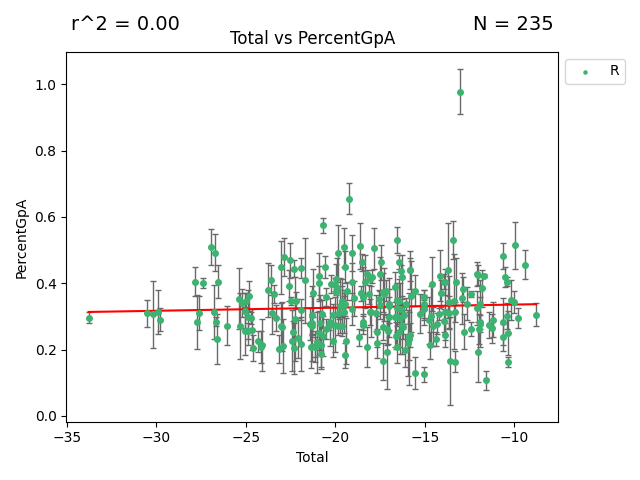 r^2 = 0.00
N = 235
Total vs PercentGpA
R
1.0
0.8
0.6
0.4
0.2
0.0
PercentGpA
−35
−30
−25
−20
−15
−10
Total